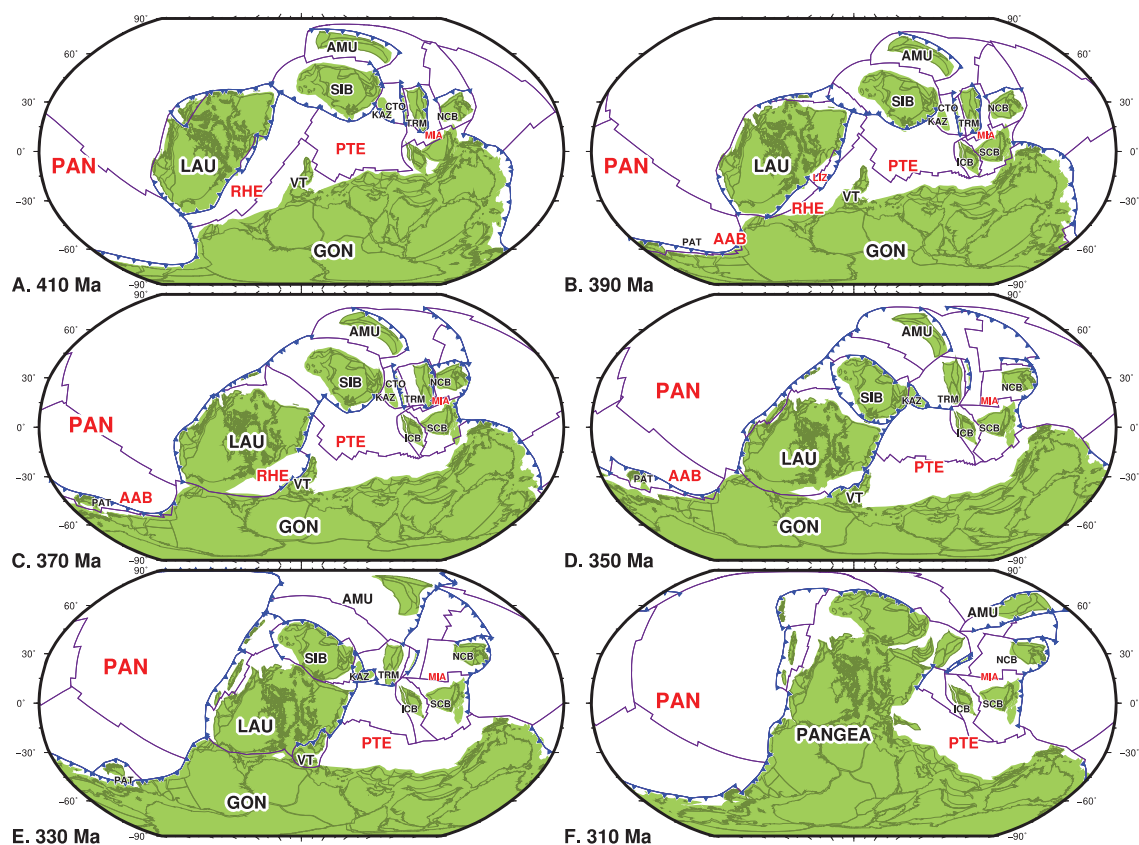 90˚ 90˚
AMU AMU
60˚ 60˚
SIB SIB
30˚ CTO 30˚ CTO
KAZ TRM NCB KAZ TRM NCB
MIA MIA
LAU PTE LAU PTE ICB SCB
PAN 0˚ PAN 0˚
RHE VT LIZ RHE VT
−30˚ −30˚
GON PAT AAB GON
−60˚ −60˚
A. 410 Ma −90˚ B. 390 Ma −90˚
90˚
AMU AMU
60˚ 60˚
SIB CTO NCB SIB NCB
30˚ KAZ TRM MIA KAZ TRM MIA 30˚
PAN LAU PTE ICB SCB PAN LAU PTE ICB SCB
0˚ 0˚
RHE VT VT
PAT AAB PAT AAB −30˚
GON GON
−60˚ −60˚
C. 370 Ma −90˚ D. 350 Ma −90˚
90˚ 90˚
AMU AMU
60˚ 60˚
SIB NCB NCB
30˚ KAZ TRM MIA MIA 30˚
PAN PAN
LAU ICB SCB ICB SCB
0˚ 0˚
PTE PANGEA PTE
−30˚ VT −30˚
PAT
GON
−60˚ −60˚
E. 330 Ma −90˚ F. 310 Ma −90˚